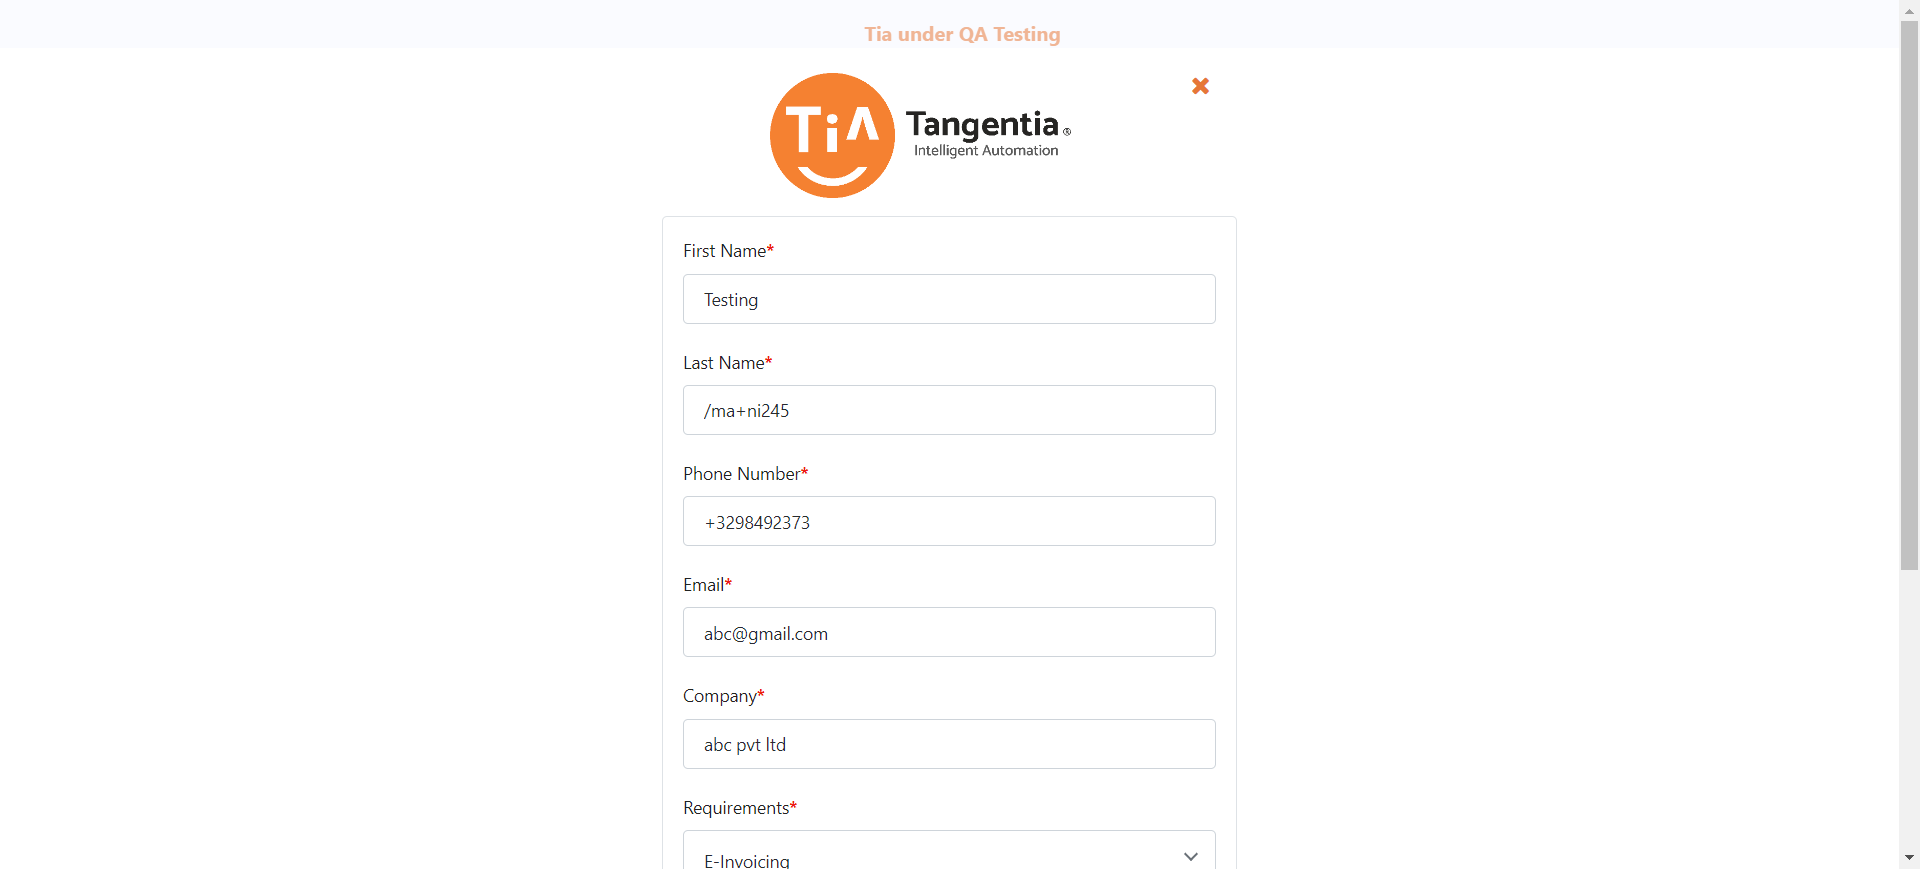 Tia under QA Testing
TiA
Tangentia®
Intelligent Automation
First Name*
Testing
Last Name*
/ma+ni245
Phone Number*
+3298492373
Email*
abc@gmail.com
Company*
abc pvt ltd
Requirements*
E-Invoicing